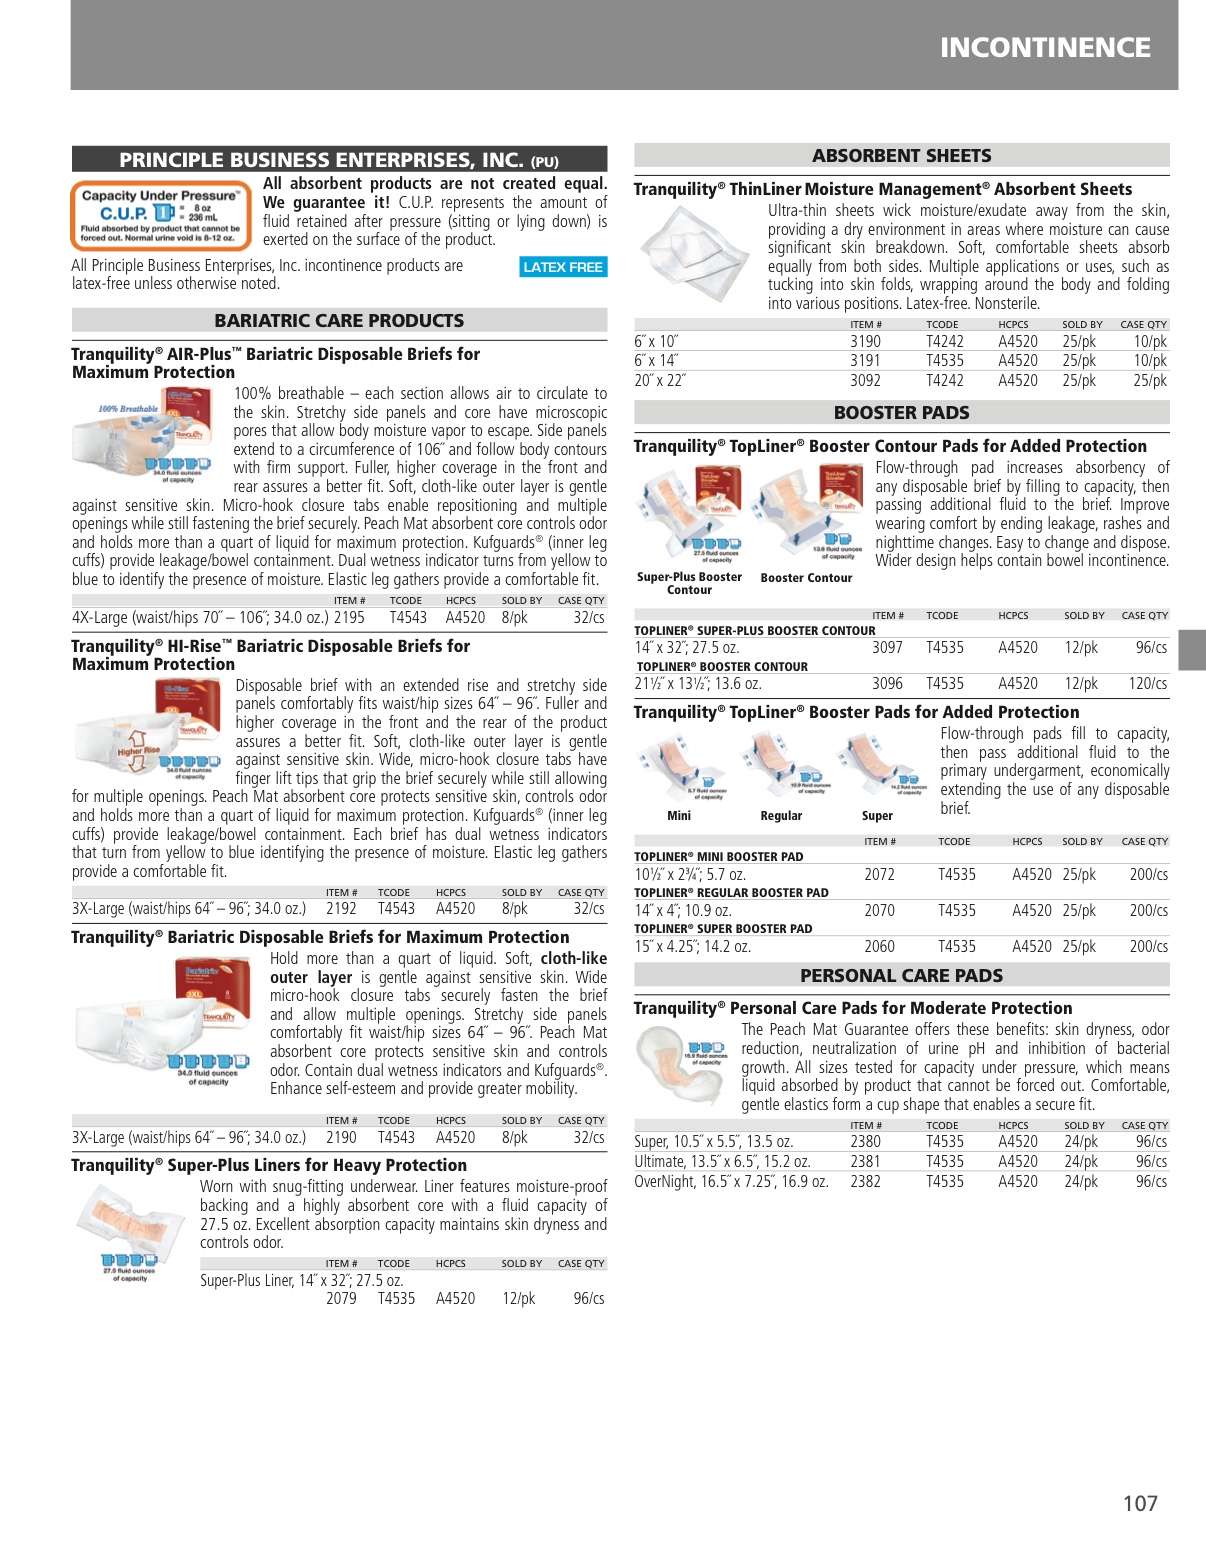 INCONTINENCE
PRINCIPLE BUSINESS ENTERPRISES, INC. (PU)
Capacity Under Pressure™
C.U.P. 1 = 8 oz
= 236 mL
Fluid absorbed by product that cannot be
forced out. Normal urine void is 8-12 oz.
All absorbent products are not created equal.
We guarantee it! C.U.P. represents the amount of
fluid retained after pressure (sitting or lying down) is
exerted on the surface of the product.
All Principle Business Enterprises, Inc. incontinence products are
latex-free unless otherwise noted.
LATEX FREE
BARIATRIC CARE PRODUCTS
Tranquility® AIR-Plus™ Bariatric Disposable Briefs for
Maximum Protection
100% Breathable
34.0 fluid ounces
of capacity
100% breathable – each section allows air to circulate to
the skin. Stretchy side panels and core have microscopic
pores that allow body moisture vapor to escape. Side panels
extend to a circumference of 106˝ and follow body contours
with firm support. Fuller, higher coverage in the front and
rear assures a better fit. Soft, cloth-like outer layer is gentle
against sensitive skin. Micro-hook closure tabs enable repositioning and multiple
openings while still fastening the brief securely. Peach Mat absorbent core controls odor
and holds more than a quart of liquid for maximum protection. Kufguards® (inner leg
cuffs) provide leakage/bowel containment. Dual wetness indicator turns from yellow to
blue to identify the presence of moisture. Elastic leg gathers provide a comfortable fit.
ITEM # TCODE HCPCS SOLD BY CASE QTY
4X-Large (waist/hips 70˝ – 106˝; 34.0 oz.) 2195 T4543 A4520 8/pk 32/cs
Tranquility® HI-Rise™ Bariatric Disposable Briefs for
Maximum Protection
Higher Rise
34.0 fluid ounces
of capacity
Disposable brief with an extended rise and stretchy side
panels comfortably fits waist/hip sizes 64˝ – 96˝. Fuller and
higher coverage in the front and the rear of the product
assures a better fit. Soft, cloth-like outer layer is gentle
against sensitive skin. Wide, micro-hook closure tabs have
finger lift tips that grip the brief securely while still allowing
for multiple openings. Peach Mat absorbent core protects sensitive skin, controls odor
and holds more than a quart of liquid for maximum protection. Kufguards® (inner leg
cuffs) provide leakage/bowel containment. Each brief has dual wetness indicators
that turn from yellow to blue identifying the presence of moisture. Elastic leg gathers
provide a comfortable fit.
ITEM # TCODE HCPCS SOLD BY CASE QTY
3X-Large (waist/hips 64˝ – 96˝; 34.0 oz.) 2192 T4543 A4520 8/pk 32/cs
Tranquility® Bariatric Disposable Briefs for Maximum Protection
Bariatric
3XL
TRANQUILITY
34.0 fluid ounces
of capacity
Hold more than a quart of liquid. Soft, cloth-like
outer layer is gentle against sensitive skin. Wide
micro-hook closure tabs securely fasten the brief
and allow multiple openings. Stretchy side panels
comfortably fit waist/hip sizes 64˝ – 96˝. Peach Mat
absorbent core protects sensitive skin and controls
odor. Contain dual wetness indicators and Kufguards®.
Enhance self-esteem and provide greater mobility.
ITEM # TCODE HCPCS SOLD BY CASE QTY
3X-Large (waist/hips 64˝ – 96˝; 34.0 oz.) 2190 T4543 A4520 8/pk 32/cs
Tranquility® Super-Plus Liners for Heavy Protection
27.5 fluid ounces
of capacity
Worn with snug-fitting underwear. Liner features moisture-proof
backing and a highly absorbent core with a fluid capacity of
27.5 oz. Excellent absorption capacity maintains skin dryness and
controls odor.
ITEM # TCODE HCPCS SOLD BY CASE QTY
Super-Plus Liner, 14˝ x 32˝; 27.5 oz.
2079 T4535 A4520 12/pk 96/cs
ABSORBENT SHEETS
Tranquility® ThinLiner Moisture Management® Absorbent Sheets
Ultra-thin sheets wick moisture/exudate away from the skin,
providing a dry environment in areas where moisture can cause
significant skin breakdown. Soft, comfortable sheets absorb
equally from both sides. Multiple applications or uses, such as
tucking into skin folds, wrapping around the body and folding
into various positions. Latex-free. Nonsterile.
ITEM # TCODE HCPCS SOLD BY CASE QTY
6˝ x 10˝ 3190 T4242 A4520 25/pk 10/pk
6˝ x 14˝ 3191 T4535 A4520 25/pk 10/pk
20˝ x 22˝ 3092 T4242 A4520 25/pk 25/pk
BOOSTER PADS
Tranquility® TopLiner® Booster Contour Pads for Added Protection
27.5 fluid ounces
of capacity
13.6 fluid ounces
of capacity
Super-Plus Booster
Contour
Booster Contour
Flow-through pad increases absorbency of
any disposable brief by filling to capacity, then
passing additional fluid to the brief. Improve
wearing comfort by ending leakage, rashes and
nighttime changes. Easy to change and dispose.
Wider design helps contain bowel incontinence.
ITEM # TCODE HCPCS SOLD BY CASE QTY
TOPLINER® SUPER-PLUS BOOSTER CONTOUR
14˝ x 32˝; 27.5 oz. 3097 T4535 A4520 12/pk 96/cs
TOPLINER® BOOSTER CONTOUR
21½˝ x 13½˝; 13.6 oz. 3096 T4535 A4520 12/pk 120/cs
Tranquility® TopLiner® Booster Pads for Added Protection
5.7 fluid ounces
of capacity
10.9 fluid ounces
of capacity
14.2 fluid ounces
of capacity
Mini Regular Super
Flow-through pads fill to capacity,
then pass additional fluid to the
primary undergarment, economically
extending the use of any disposable
brief.
ITEM # TCODE HCPCS SOLD BY CASE QTY
TOPLINER® MINI BOOSTER PAD
10½˝ x 2¾˝; 5.7 oz. 2072 T4535 A4520 25/pk 200/cs
TOPLINER® REGULAR BOOSTER PAD
14˝ x 4˝; 10.9 oz. 2070 T4535 A4520 25/pk 200/cs
TOPLINER® SUPER BOOSTER PAD
15˝ x 4.25˝; 14.2 oz. 2060 T4535 A4520 25/pk 200/cs
PERSONAL CARE PADS
Tranquility® Personal Care Pads for Moderate Protection
16.9 fluid ounces
of capacity
The Peach Mat Guarantee offers these benefits: skin dryness, odor
reduction, neutralization of urine pH and inhibition of bacterial
growth. All sizes tested for capacity under pressure, which means
liquid absorbed by product that cannot be forced out. Comfortable,
gentle elastics form a cup shape that enables a secure fit.
ITEM # TCODE HCPCS SOLD BY CASE QTY
Super, 10.5˝ x 5.5˝, 13.5 oz. 2380 T4535 A4520 24/pk 96/cs
Ultimate, 13.5˝ x 6.5˝, 15.2 oz. 2381 T4535 A4520 24/pk 96/cs
OverNight, 16.5˝ x 7.25˝, 16.9 oz. 2382 T4535 A4520 24/pk 96/cs
107